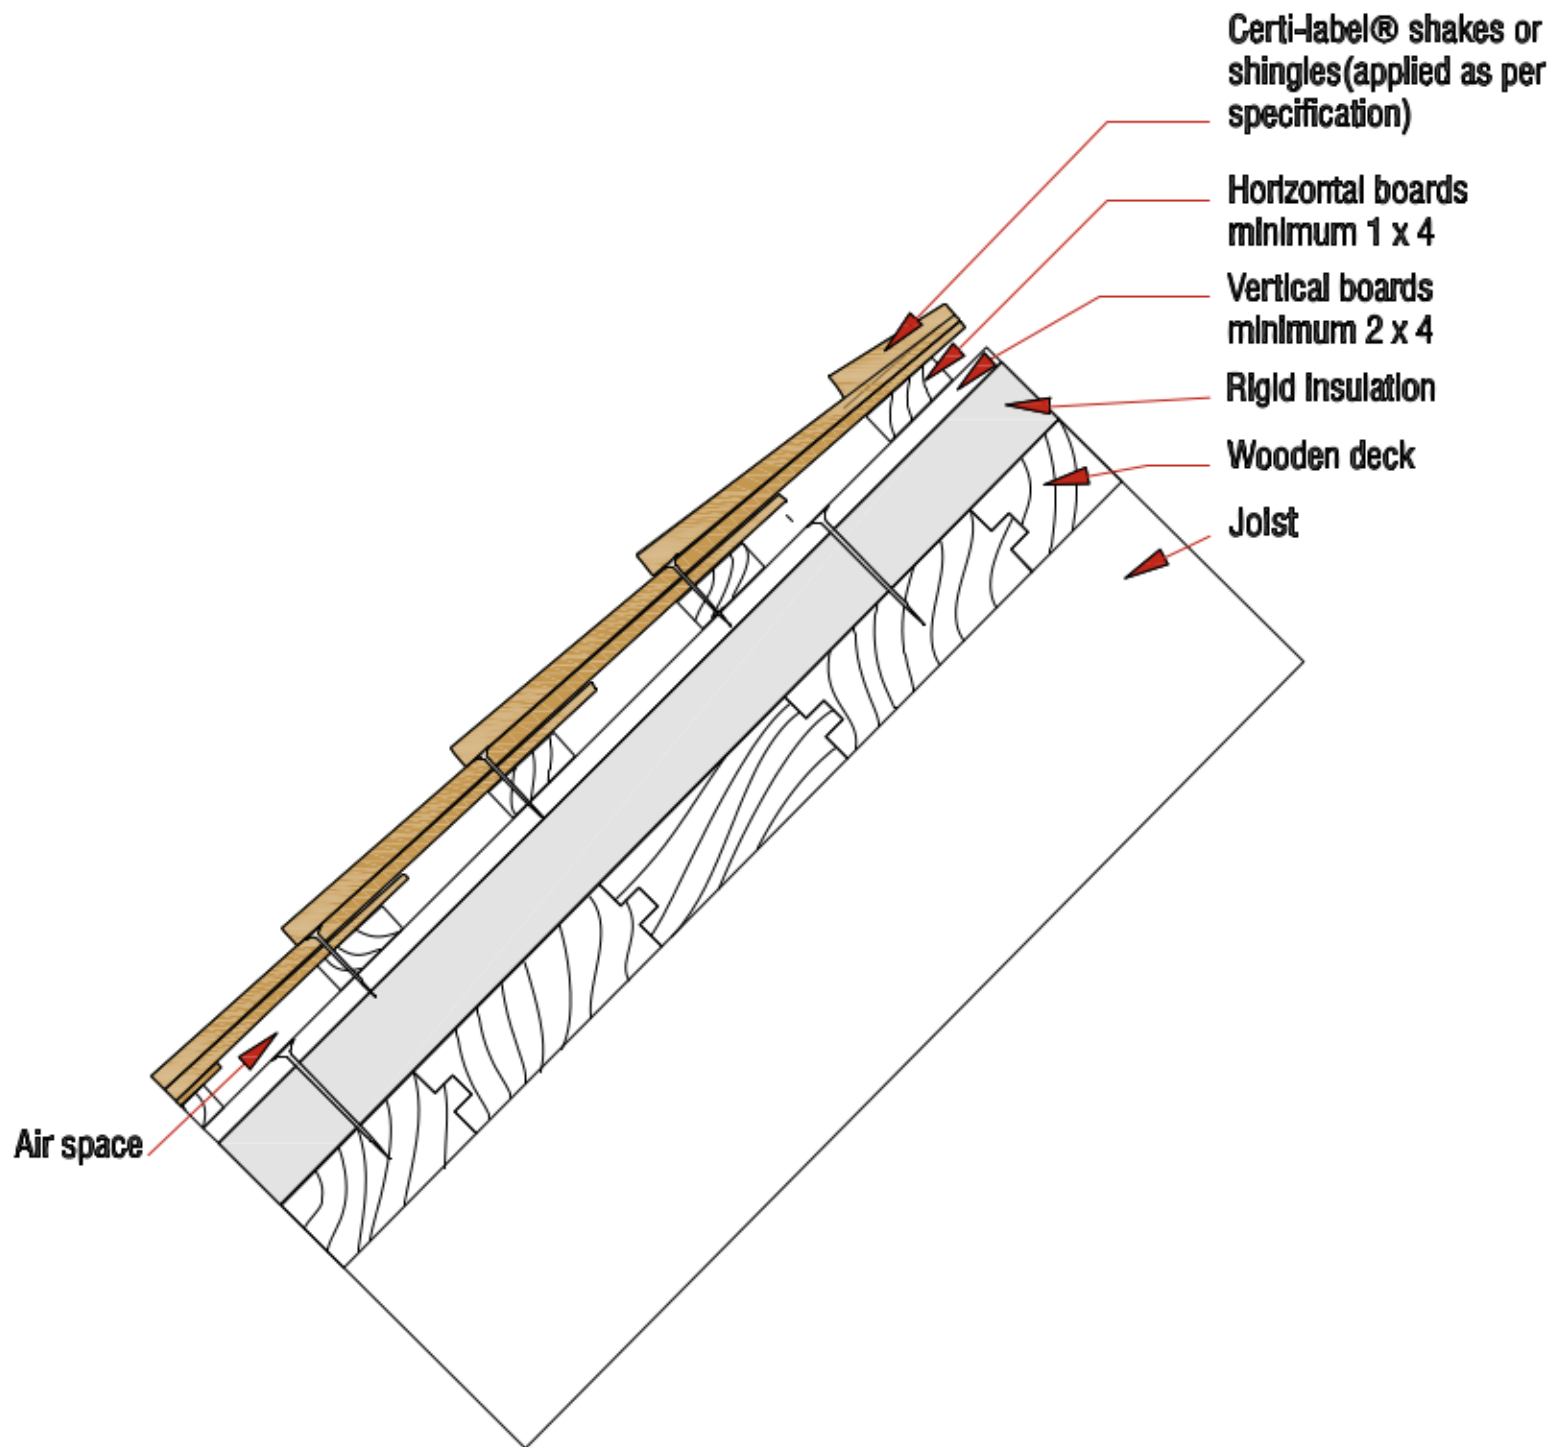 Certi-label® shakes or
shingles(applied as per
specification)
Horizontal boards
minimum 1 x 4
Vertical boards
minimum 2 x 4
Rigid insulation
Wooden deck
Joist
Air space